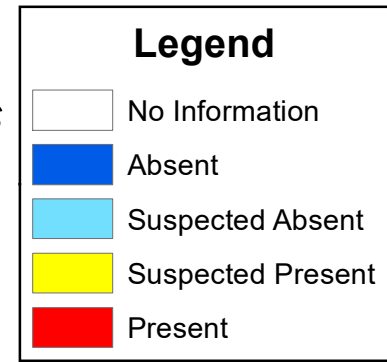 Legend
No Information
Absent
Suspected Absent
Suspected Present
Present